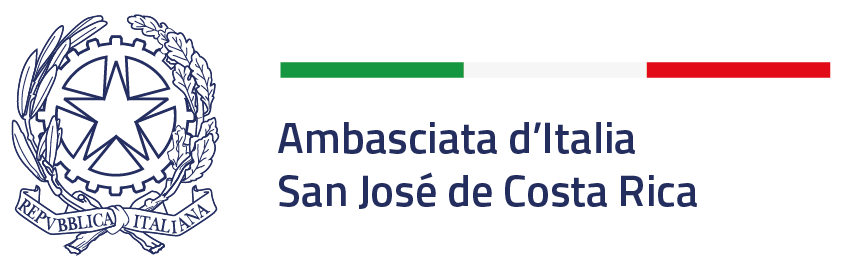 REPVBBLICA ITALIANA
Ambasciata d’Italia
San José de Costa Rica